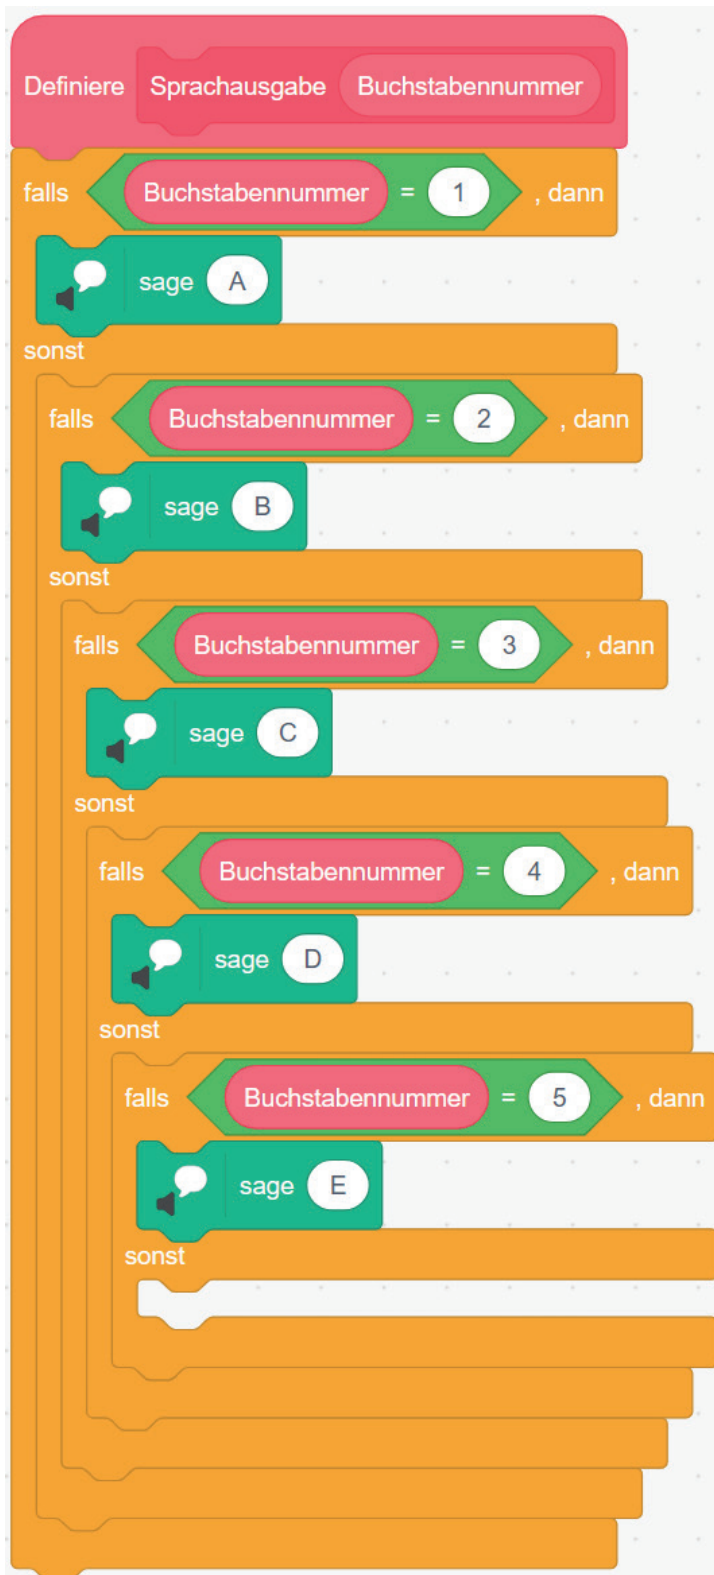 Definiere Sprachausgabe Buchstabennummer
falls Buchstabennummer = 1 , dann
sage A
sonst
falls Buchstabennummer = 2 , dann
sage B
sonst
falls Buchstabennummer = 3 , dann
sage C
sonst
falls Buchstabennummer = 4 , dann
sage D
sonst
falls Buchstabennummer = 5 , dann
sage E
sonst